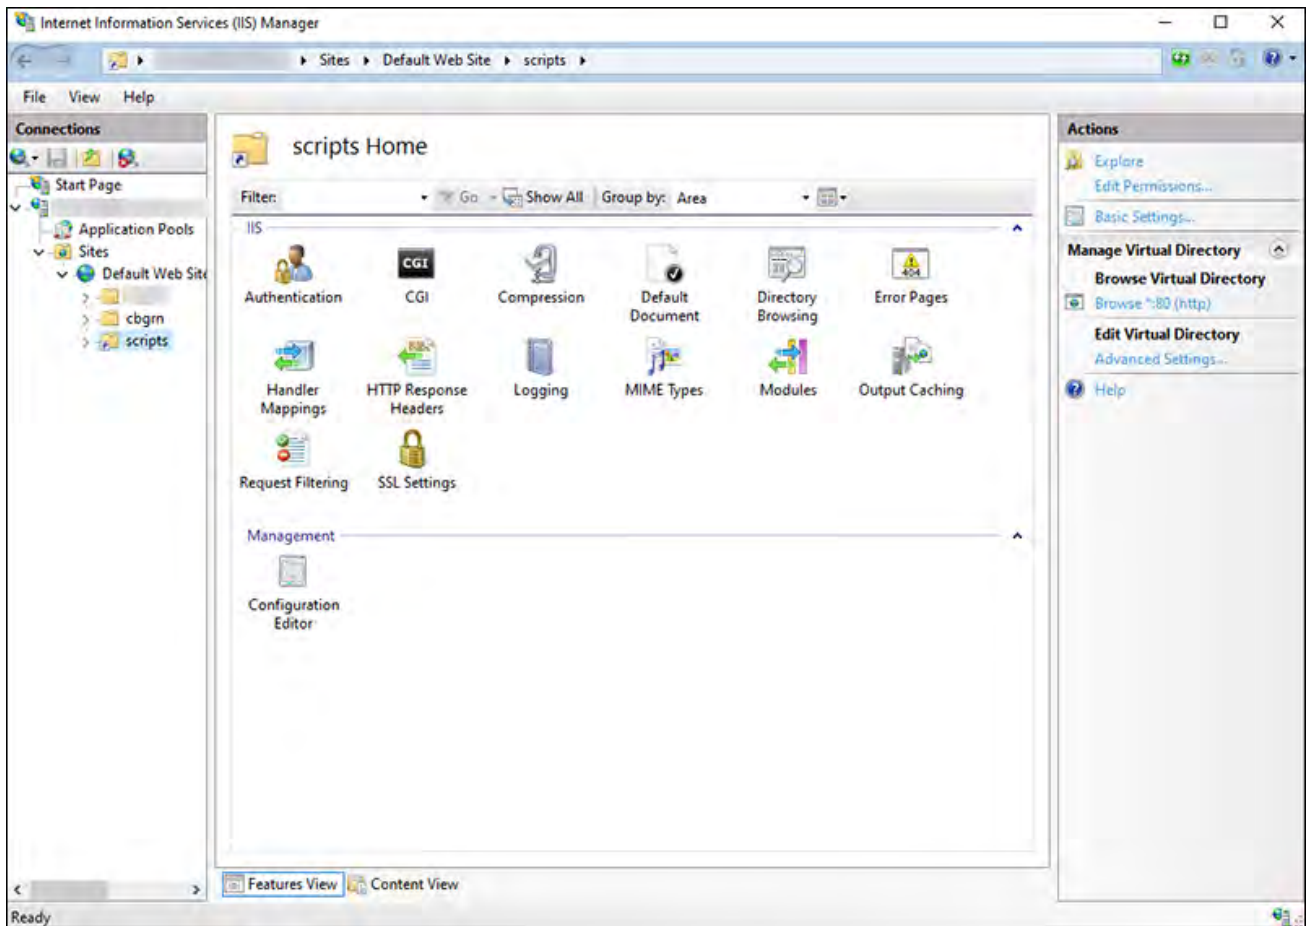 Internet Information Services (IIS) Manager
Sites Default Web Site scripts
File View Help
Connections
Start Page
Application Pools
Sites
Default Web Site
cbgrn
scripts
scripts Home
Filter: Go Show All Group by: Area
IIS
Authentication
CGI
Compression
Default Document
Directory Browsing
Error Pages
404
Handler Mappings
HTTP Response Headers
Logging
MIME Types
Modules
Output Caching
Request Filtering
SSL Settings
Management
Configuration Editor
Features View Content View
Actions
Explore
Edit Permissions...
Basic Settings...
Manage Virtual Directory
Browse Virtual Directory
Browse *:80 (http)
Edit Virtual Directory
Advanced Settings...
Help
Ready